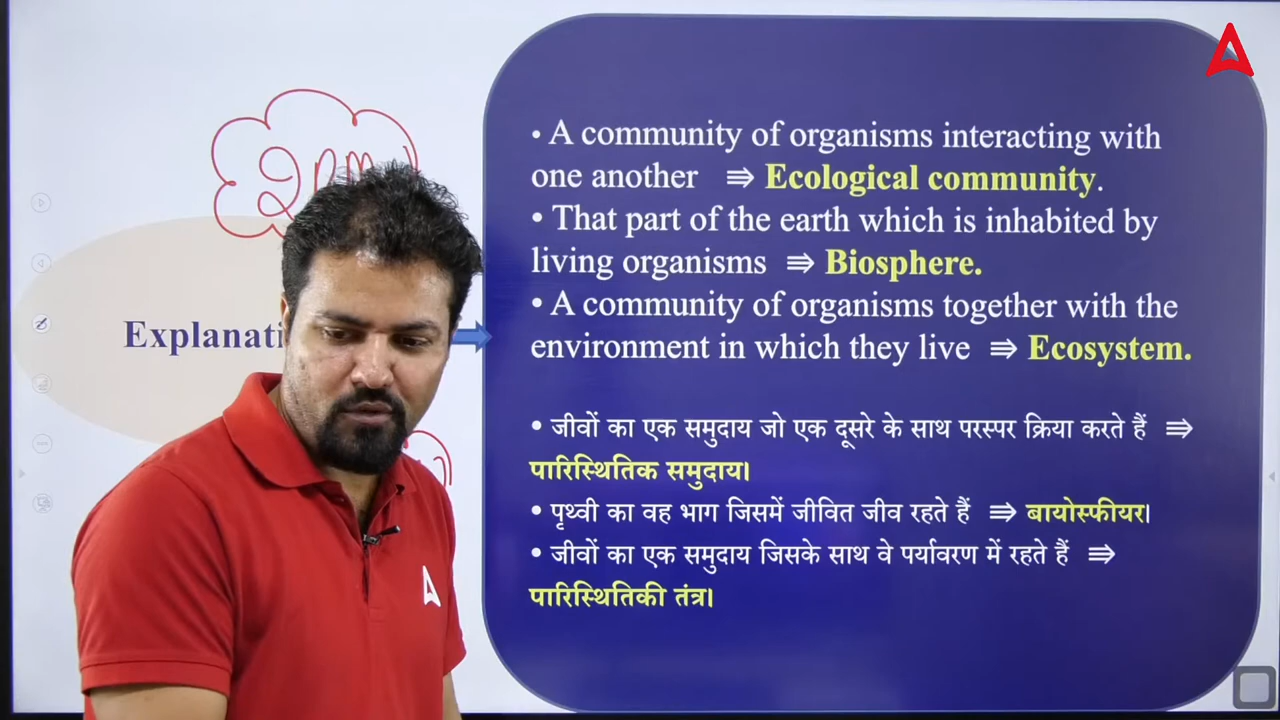 2 pm
Explanati
• A community of organisms interacting with
one another ⇛ Ecological community.
• That part of the earth which is inhabited by
living organisms ⇛ Biosphere.
• A community of organisms together with the
environment in which they live ⇛ Ecosystem.
• जीवों का एक समुदाय जो एक दूसरे के साथ परस्पर क्रिया करते हैं ⇛
पारिस्थितिक समुदाय।
• पृथ्वी का वह भाग जिसमें जीवित जीव रहते हैं ⇛ बायोस्फीयर।
• जीवों का एक समुदाय जिसके साथ वे पर्यावरण में रहते हैं ⇛
पारिस्थितिकी तंत्र।